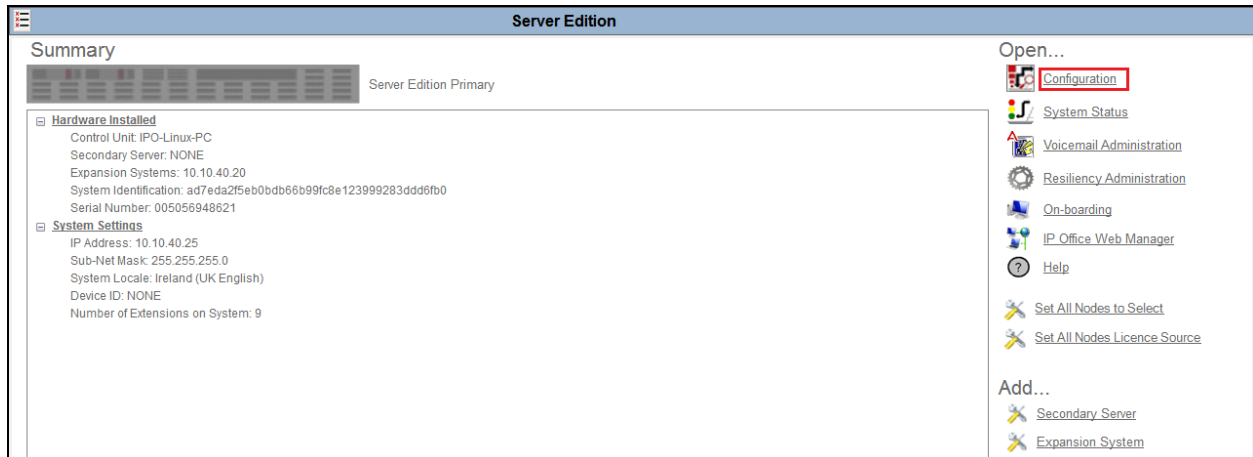 Server Edition
Summary
Server Edition Primary
Hardware Installed
Control Unit: IPO-Linux-PC
Secondary Server: NONE
Expansion Systems: 10.10.40.20
System Identification: ad7eda2f5eb0bdb66b99fc8e123999283ddd6fb0
Serial Number: 005056948621
System Settings
IP Address: 10.10.40.25
Sub-Net Mask: 255.255.255.0
System Locale: Ireland (UK English)
Device ID: NONE
Number of Extensions on System: 9
Open...
Configuration
System Status
Voicemail Administration
Resiliency Administration
On-boarding
IP Office Web Manager
Help
Set All Nodes to Select
Set All Nodes Licence Source
Add...
Secondary Server
Expansion System